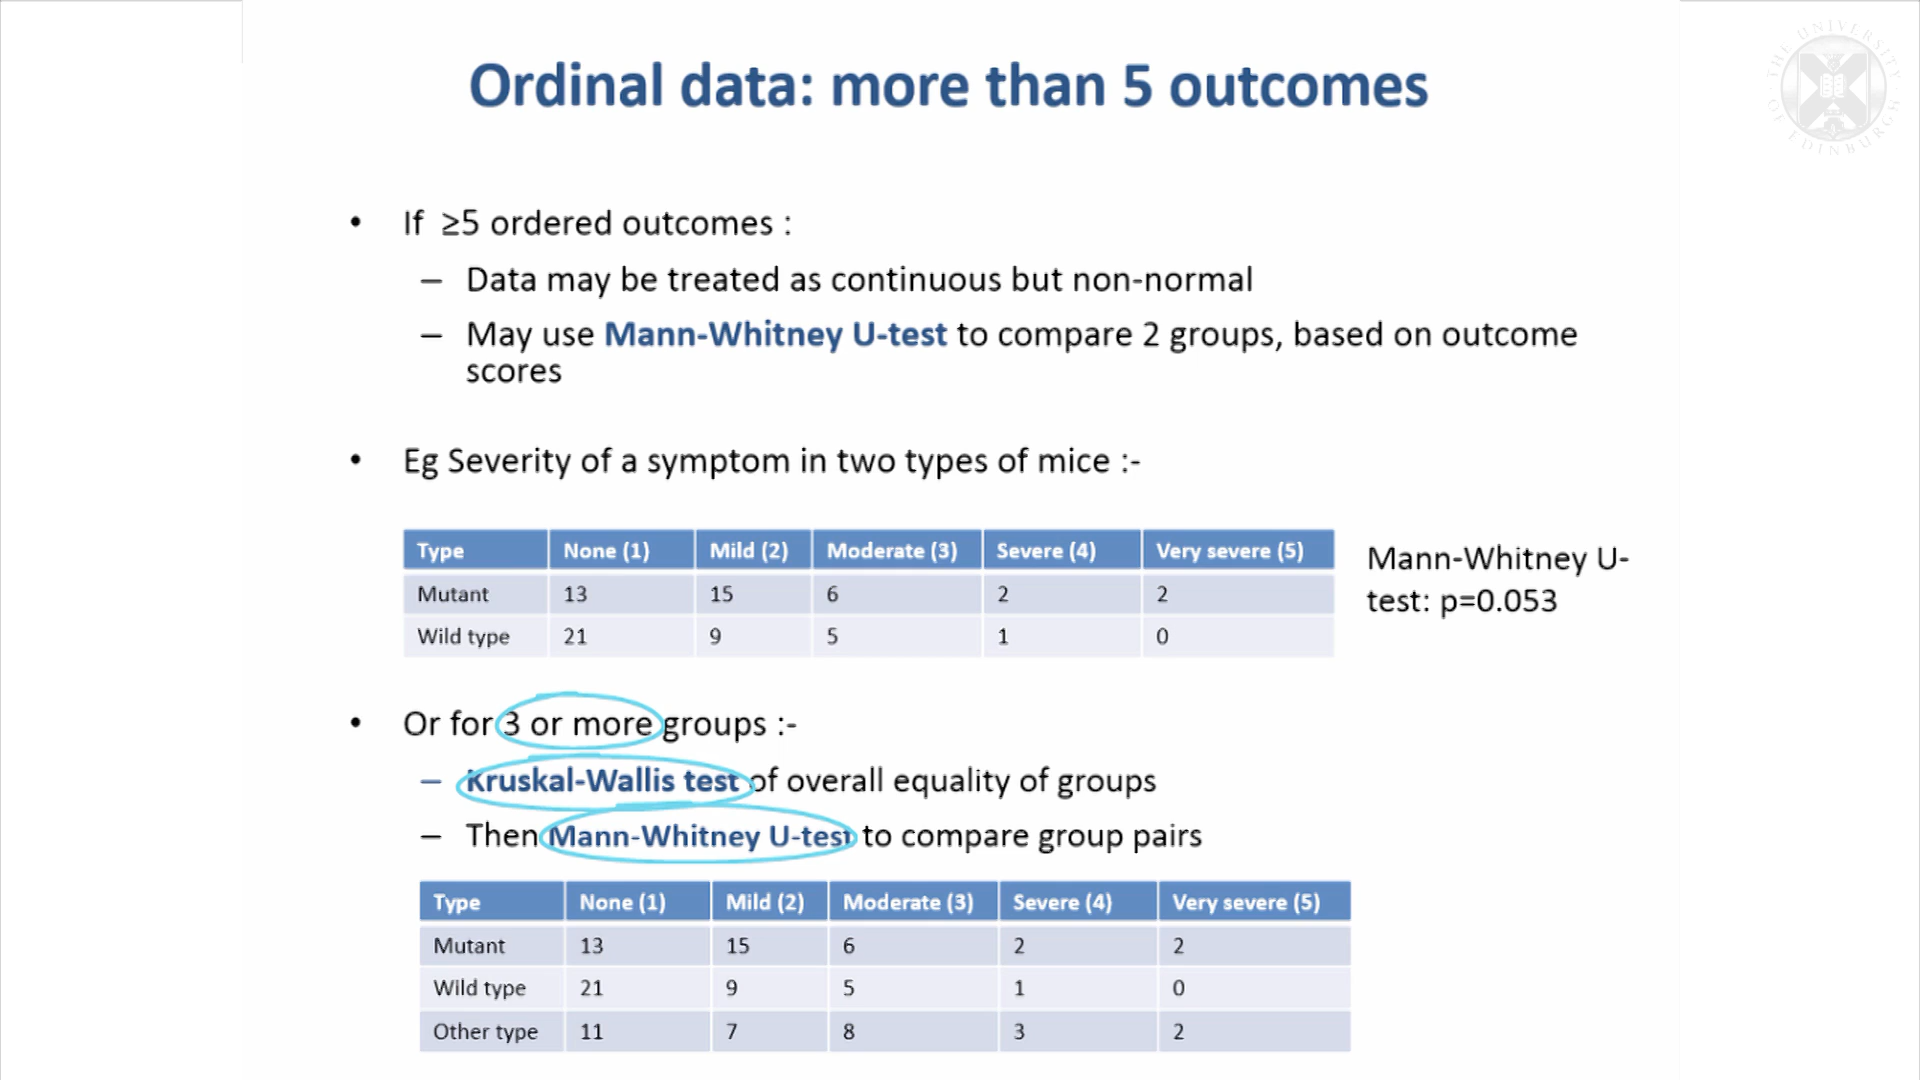 THE UNIVERSITY OF EDINBURGH
Ordinal data: more than 5 outcomes
• If ≥5 ordered outcomes :
– Data may be treated as continuous but non-normal
– May use Mann-Whitney U-test to compare 2 groups, based on outcome
scores
• Eg Severity of a symptom in two types of mice :-
Type None (1) Mild (2) Moderate (3) Severe (4) Very severe (5)
Mutant 13 15 6 2 2
Wild type 21 9 5 1 0
Mann-Whitney U-
test: p=0.053
• Or for 3 or more groups :-
– Kruskal-Wallis test of overall equality of groups
– Then Mann-Whitney U-test to compare group pairs
Type None (1) Mild (2) Moderate (3) Severe (4) Very severe (5)
Mutant 13 15 6 2 2
Wild type 21 9 5 1 0
Other type 11 7 8 3 2